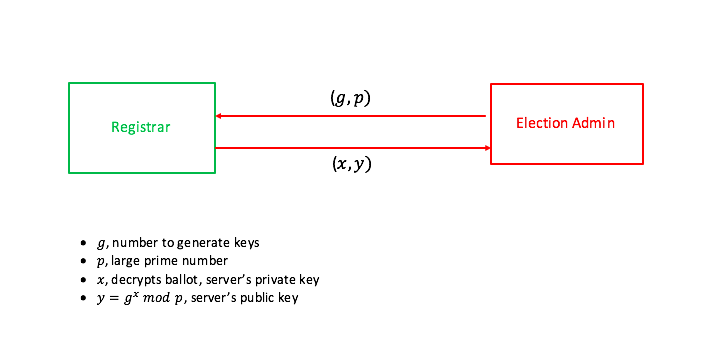 (g, p)
Registrar
Election Admin
(x, y)
• g, number to generate keys
• p, large prime number
• x, decrypts ballot, server's private key
• y = gˣ mod p, server's public key